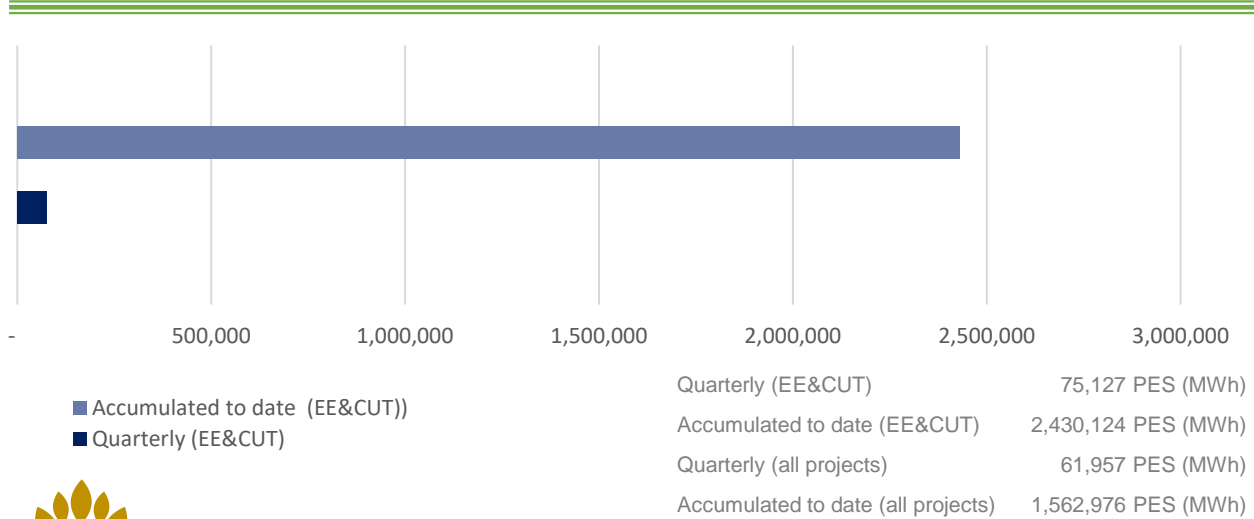 - 500,000 1,000,000 1,500,000 2,000,000 2,500,000 3,000,000
Accumulated to date (EE&CUT))
Quarterly (EE&CUT)
Quarterly (EE&CUT) 75,127 PES (MWh)
Accumulated to date (EE&CUT) 2,430,124 PES (MWh)
Quarterly (all projects) 61,957 PES (MWh)
Accumulated to date (all projects) 1,562,976 PES (MWh)